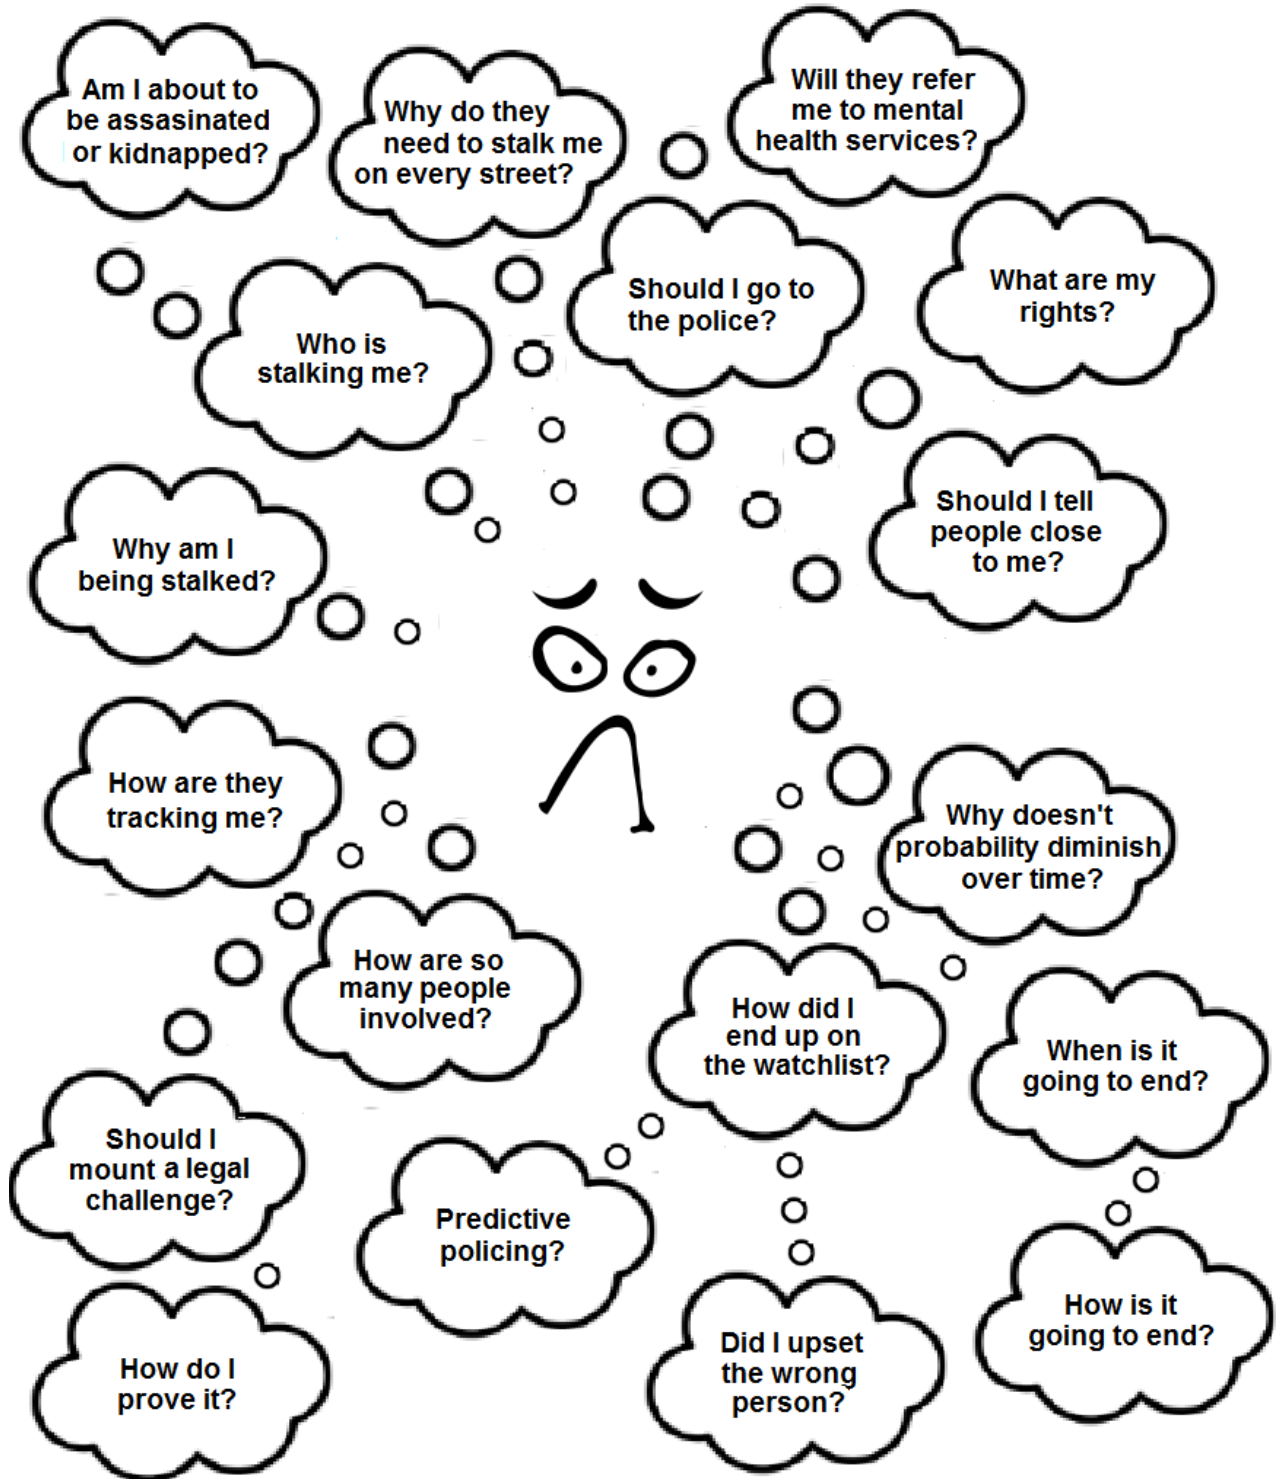 Am I about to
be assasinated
or kidnapped?
Why do they
need to stalk me
on every street?
Will they refer
me to mental
health services?
Who is
stalking me?
Should I go to
the police?
What are my
rights?
Why am I
being stalked?
Should I tell
people close
to me?
How are they
tracking me?
Why doesn't
probability diminish
over time?
How are so
many people
involved?
How did I
end up on
the watchlist?
When is it
going to end?
Should I
mount a legal
challenge?
Predictive
policing?
How is it
going to end?
How do I
prove it?
Did I upset
the wrong
person?